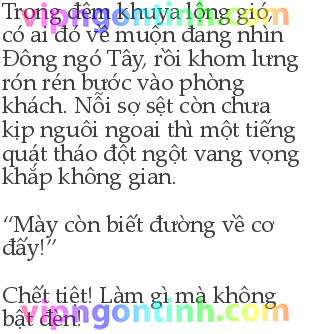 Trong đêm khuya lộng gió,
có ai đó về muộn đang nhìn
Đông ngó Tây, rồi khom lưng
rón rén bước vào phòng
khách. Nỗi sợ sệt còn chưa
kịp nguôi ngoai thì một tiếng
quát tháo đột ngột vang vọng
khắp không gian.
“Mày còn biết đường về cơ
đấy!”
Chết tiệt! Làm gì mà không
vipngontinh.com
bật đèn!